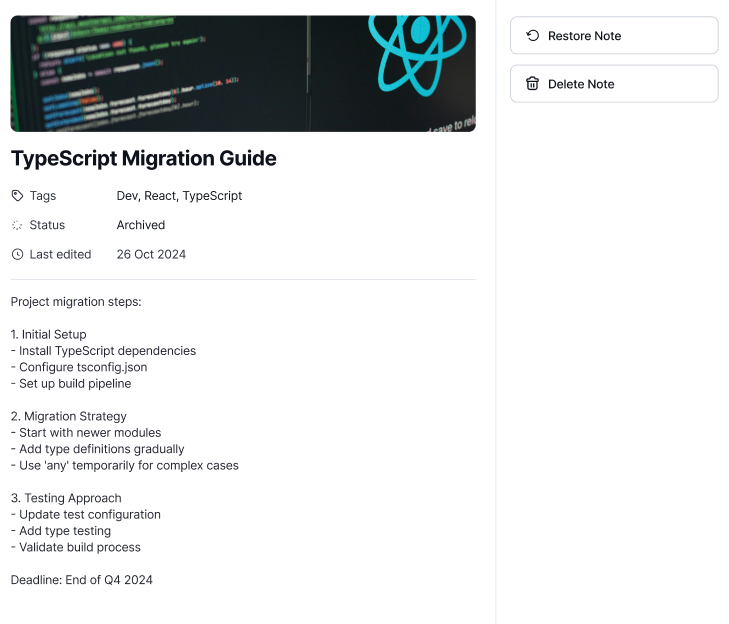 TypeScript Migration Guide
Tags Dev, React, TypeScript
Status Archived
Last edited 26 Oct 2024
Project migration steps:
1. Initial Setup
- Install TypeScript dependencies
- Configure tsconfig.json
- Set up build pipeline
2. Migration Strategy
- Start with newer modules
- Add type definitions gradually
- Use 'any' temporarily for complex cases
3. Testing Approach
- Update test configuration
- Add type testing
- Validate build process
Deadline: End of Q4 2024
Restore Note
Delete Note